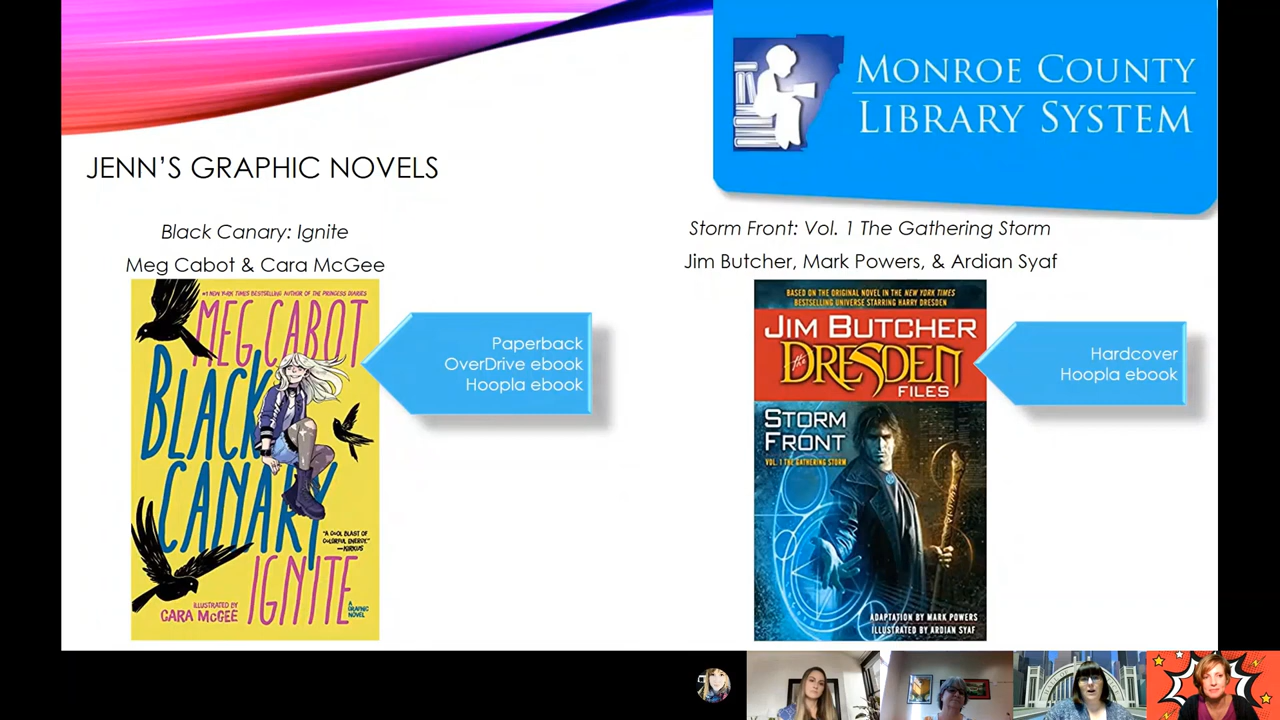 MONROE COUNTY
LIBRARY SYSTEM
JENN'S GRAPHIC NOVELS
Black Canary: Ignite
Meg Cabot & Cara McGee
#1 NEW YORK TIMES BESTSELLING AUTHOR OF THE PRINCESS DIARIES
MEG CABOT
BLACK
CANARY
IGNITE
"A COOL BLAST OF
COLORFUL ENERGY."
—KIRKUS
A
GRAPHIC
NOVEL
ILLUSTRATED BY
CARA McGEE
Paperback
OverDrive ebook
Hoopla ebook
Storm Front: Vol. 1 The Gathering Storm
Jim Butcher, Mark Powers, & Ardian Syaf
BASED ON THE ORIGINAL NOVEL IN THE NEW YORK TIMES
BESTSELLING UNIVERSE STARRING HARRY DRESDEN
JIM BUTCHER
The DRESDEN
FILES
STORM
FRONT
VOL. 1 THE GATHERING STORM
ADAPTATION BY MARK POWERS
ILLUSTRATED BY ARDIAN SYAF
Hardcover
Hoopla ebook